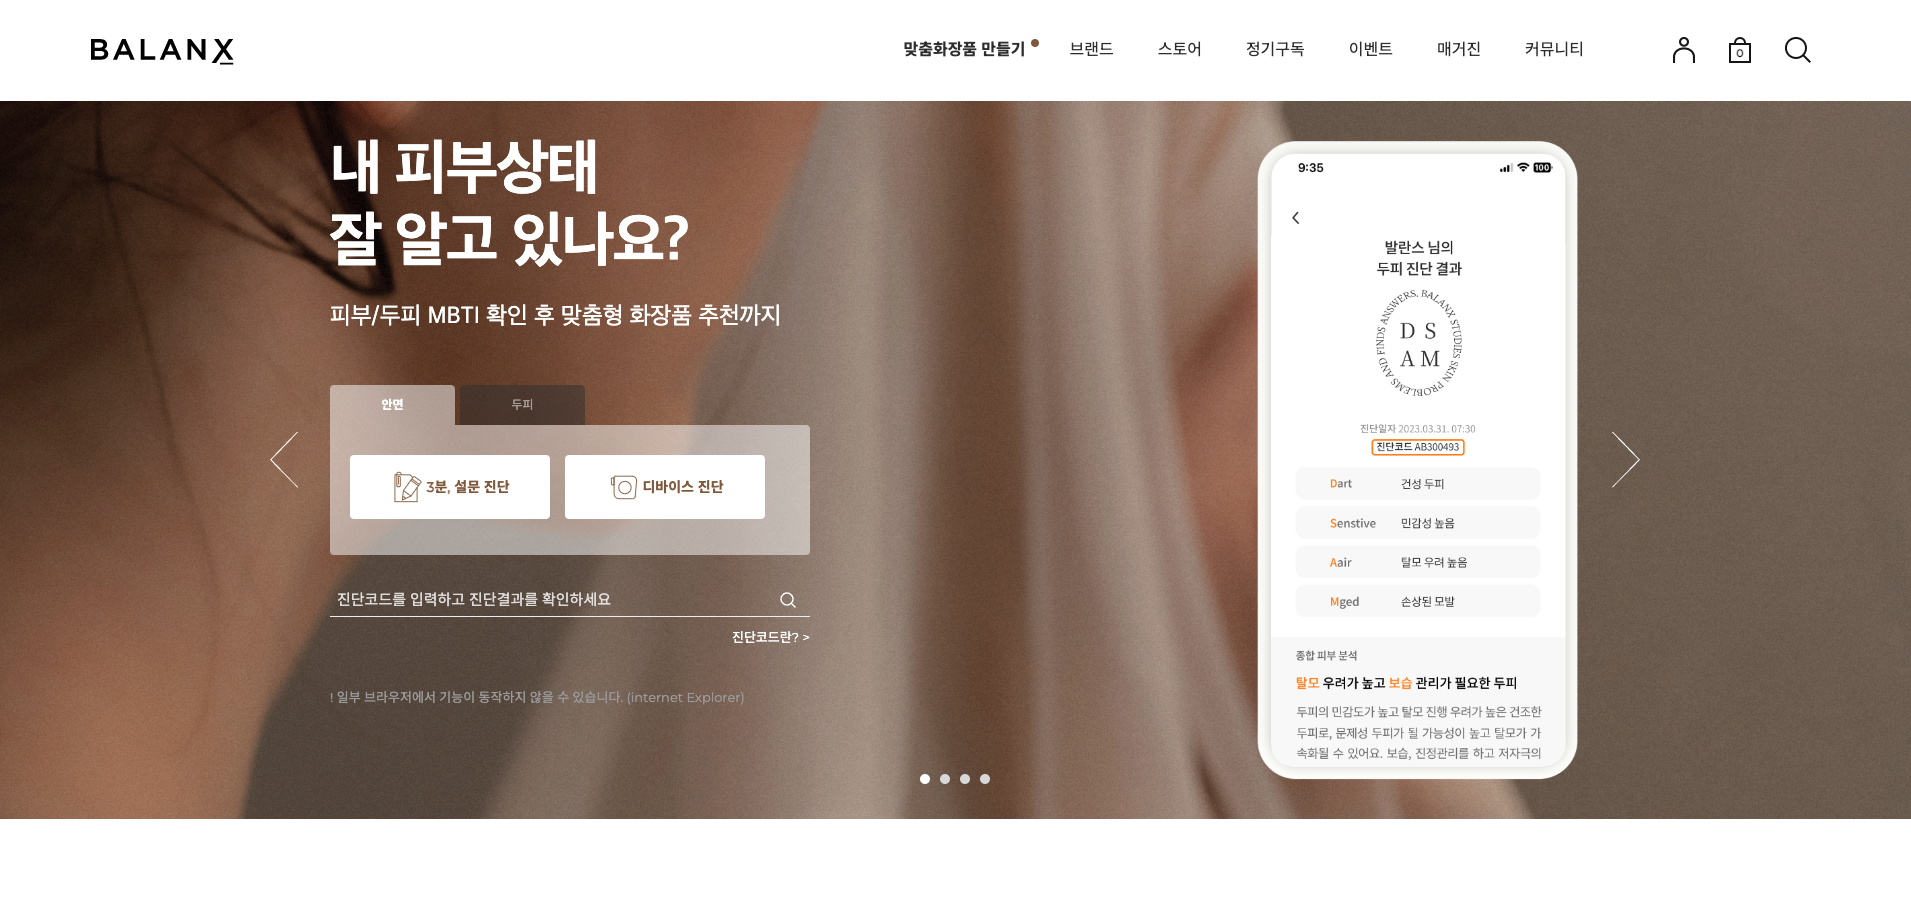 BALANX
맞춤화장품 만들기
브랜드
스토어
정기구독
이벤트
매거진
커뮤니티
0
내 피부상태
잘 알고 있나요?
피부/두피 MBTI 확인 후 맞춤형 화장품 추천까지
안면
두피
3분, 설문 진단
디바이스 진단
진단코드를 입력하고 진단결과를 확인하세요
진단코드란? >
! 일부 브라우저에서 기능이 동작하지 않을 수 있습니다. (internet Explorer)
9:35
100
발란스 님의
두피 진단 결과
BALANX STUDIES SKIN PROBLEMS AND FINDS ANSWERS.
D S
A M
진단일자 2023.03.31. 07:30
진단코드 AB300493
Dart 건성 두피
Senstive 민감성 높음
Aair 탈모 우려 높음
Mged 손상된 모발
종합 피부 분석
탈모 우려가 높고 보습 관리가 필요한 두피
두피의 민감도가 높고 탈모 진행 우려가 높은 건조한
두피로, 문제성 두피가 될 가능성이 높고 탈모가 가
속화될 수 있어요. 보습, 진정관리를 하고 저자극의